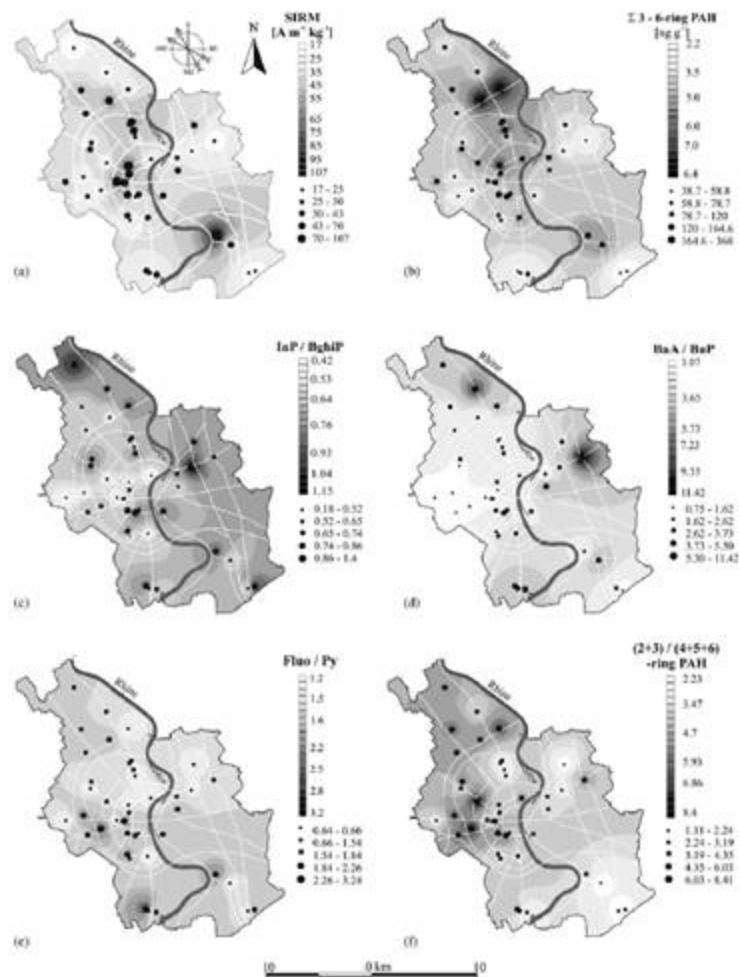 SIRM
[A m⁻¹ kg⁻¹]
17
25
35
45
55
65
75
85
95
107
17 - 25
25 - 30
30 - 43
43 - 70
70 - 107
Rhine
N
(a)
Σ 3 - 6-ring PAH
2.2
5.0
6.0
7.0
38.7 - 58.8
58.8 - 78.7
78.7 - 120
120 - 164.6
164.6 - 368
Rhine
(b)
InP / BghiP
0.42
0.53
0.64
0.76
0.93
1.04
1.15
0.18 - 0.52
0.52 - 0.65
0.65 - 0.74
0.74 - 0.86
0.86 - 1.4
Rhine
(c)
BaA / BaP
1.07
3.65
5.73
7.23
9.35
11.42
0.75 - 1.62
1.62 - 2.62
2.62 - 3.73
3.73 - 5.30
5.30 - 11.42
Rhine
(d)
Fluo / Py
1.2
1.5
1.6
2.2
2.5
2.8
3.2
0.64 - 0.66
0.66 - 1.54
1.54 - 1.84
1.84 - 2.26
2.26 - 3.24
Rhine
(e)
(2+3) / (4+5+6)
-ring PAH
2.23
3.47
4.7
5.93
6.86
8.4
1.31 - 2.24
2.24 - 3.19
3.19 - 4.35
4.35 - 6.03
6.03 - 8.41
Rhine
(f)
10
0 km
10